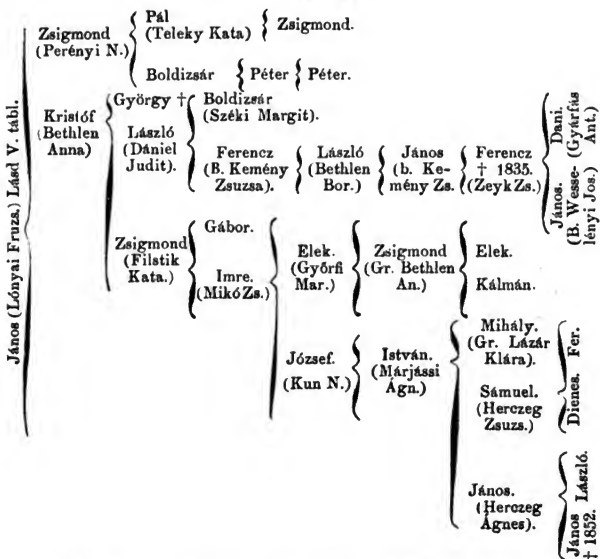 János (Lónyai Fruzs.) Lásd V. tábl.
Zsigmond
(Perényi N.)
Pál
(Teleky Kata)
Zsigmond.
Boldizsár
Péter
Péter.
Kristóf
(Bethlen
Anna)
György †
László
(Dániel
Judit).
Boldizsár
(Széki Margit).
Ferencz
(B. Kemény
Zsuzsa).
László
(Bethlen
Bor.)
János
(b. Ke-
mény Zs.
Ferencz
† 1835.
(Zeyk Zs.)
János.
(B. Wesse-
lényi Jos.)
Dani.
(Gyárfás
Ant.)
Zsigmond
(Filstik
Kata.)
Gábor.
Imre.
(Mikó Zs.)
Elek.
(Győrfi
Mar.)
Zsigmond
(Gr. Bethlen
An.)
Elek.
Kálmán.
József.
(Kun N.)
István.
(Márjássi
Ágn.)
Mihály.
(Gr. Lázár
Klára.)
Sámuel.
(Herczeg
Zsuzs.)
Dienes. Fer.
János.
(Herczeg
Ágnes).
János László.
† 1852.